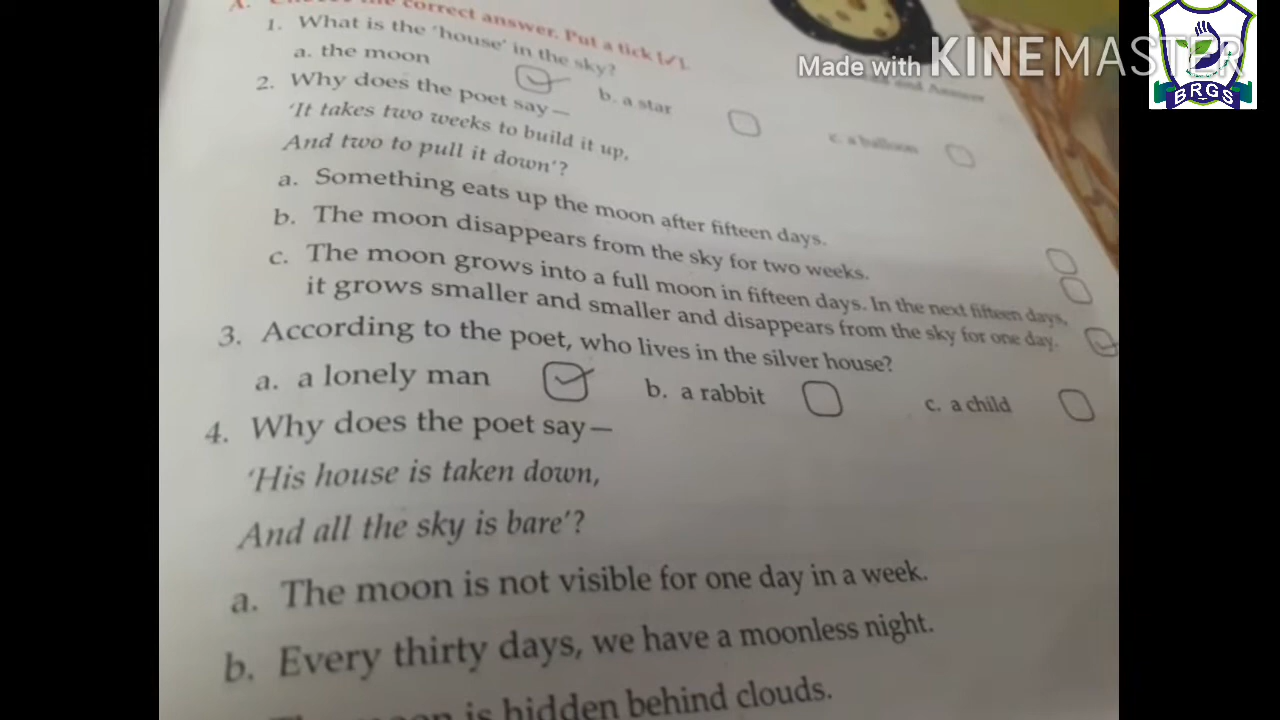 correct answer. Put a tick [✓].
1. What is the 'house' in the sky?
a. the moon b. a star c. a balloon
2. Why does the poet say—
'It takes two weeks to build it up,
And two to pull it down'?
a. Something eats up the moon after fifteen days.
b. The moon disappears from the sky for two weeks.
c. The moon grows into a full moon in fifteen days. In the next fifteen days,
it grows smaller and smaller and disappears from the sky for one day.
3. According to the poet, who lives in the silver house?
a. a lonely man b. a rabbit c. a child
4. Why does the poet say—
'His house is taken down,
And all the sky is bare'?
a. The moon is not visible for one day in a week.
b. Every thirty days, we have a moonless night.
moon is hidden behind clouds.
and Answer
Made with KINEMASTER
BRGS